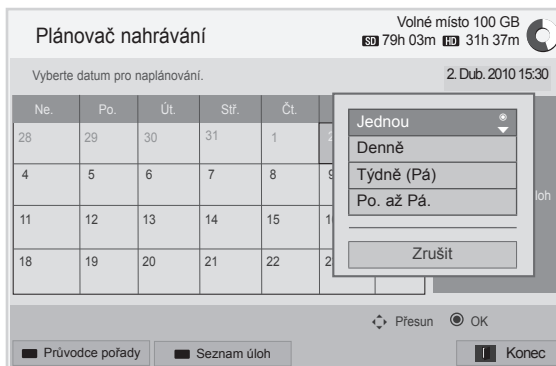 Plánovač nahrávání
Volné místo 100 GB
SD 79h 03m HD 31h 37m
Vyberte datum pro naplánování.
2. Dub. 2010 15:30
Ne. Po. Út. Stř. Čt.
28 29 30 31 1 2
4 5 6 7 8 9
11 12 13 14 15
18 19 20 21 22
Jednou
Denně
Týdně (Pá)
Po. až Pá.
Zrušit
Přesun OK
Průvodce pořady Seznam úloh Konec